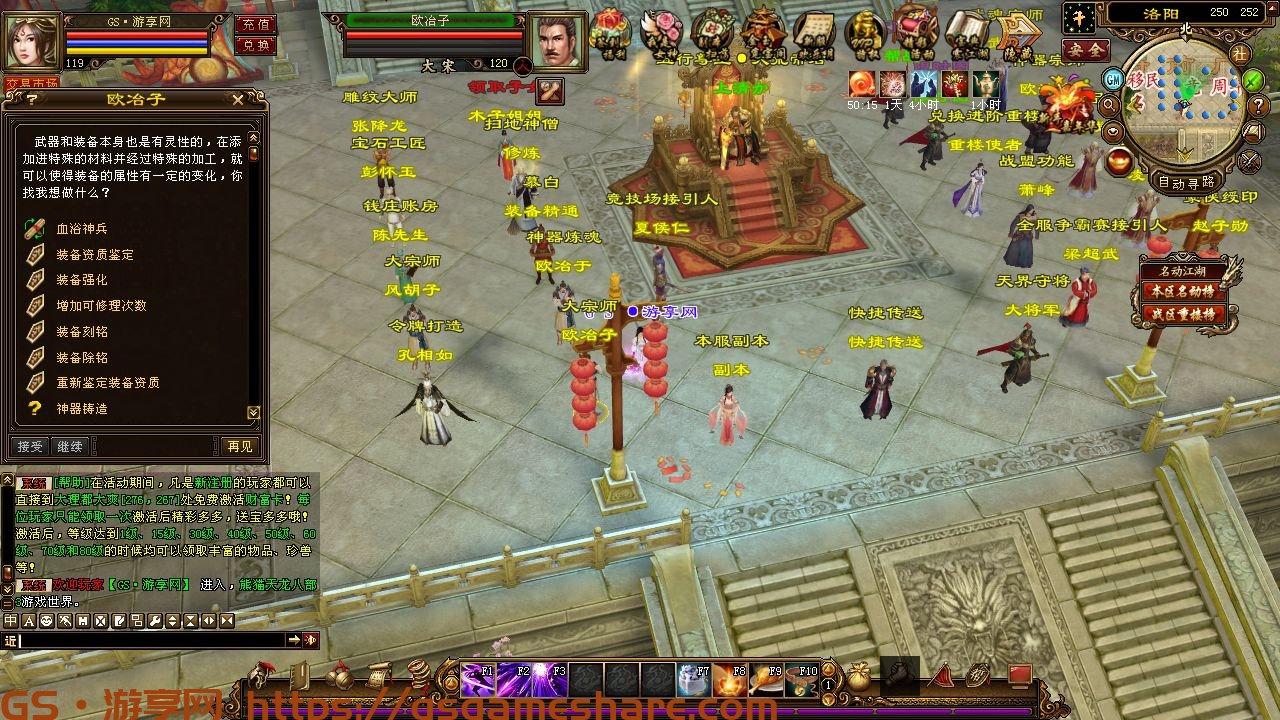 GS·游享网
充值
兑换
119
交易市场
欧冶子
大宋
120
50:15
1天
4小时
1小时
洛阳
250 252
北
安全
GM
移民
周
社
自动寻路
?
欧冶子
武器和装备本身也是有灵性的，在添
加进特殊的材料并经过特殊的加工，就
可以使得装备的属性有一定的变化，你
找我想做什么？
血浴神兵
装备资质鉴定
装备强化
增加可修理次数
装备刻铭
装备除铭
重新鉴定装备资质
神器铸造
接受
继续
再见
雕纹大师
张降龙
宝石工匠
彭怀玉
钱庄账房
陈先生
大宗师
风胡子
令牌打造
孔相如
扫地神僧
修炼
慕白
装备精通
神器炼魂
欧冶于
大宗师
欧冶子
游享网
竞技场接引人
夏侯仁
本服副本
副本
快捷传送
快捷传送
兑换进阶重楼
重楼使者
战盟功能
萧峰
全服争霸赛接引人
赵子勋
梁超武
天界守将
大将军
名动江湖
本区名动榜
战区重楼榜
[帮助]在活动期间，凡是新注册的玩家都可以
直接到大理郡大爽[276，267]处免费激活财富卡！每
位玩家只能领取一次激活后精彩多多，送宝多多哦！
激活后，等级达到1级、15级、30级、40级、50级、60
级、70级和80级的时候均可以领取丰富的物品、珍兽
等！
欢迎玩家【GS·游享网】 进入，熊猫天龙八部
游戏世界。
近
F1
F2
F3
F7
F8
F9
F10
GS 游享网 https://gsgameshare.com